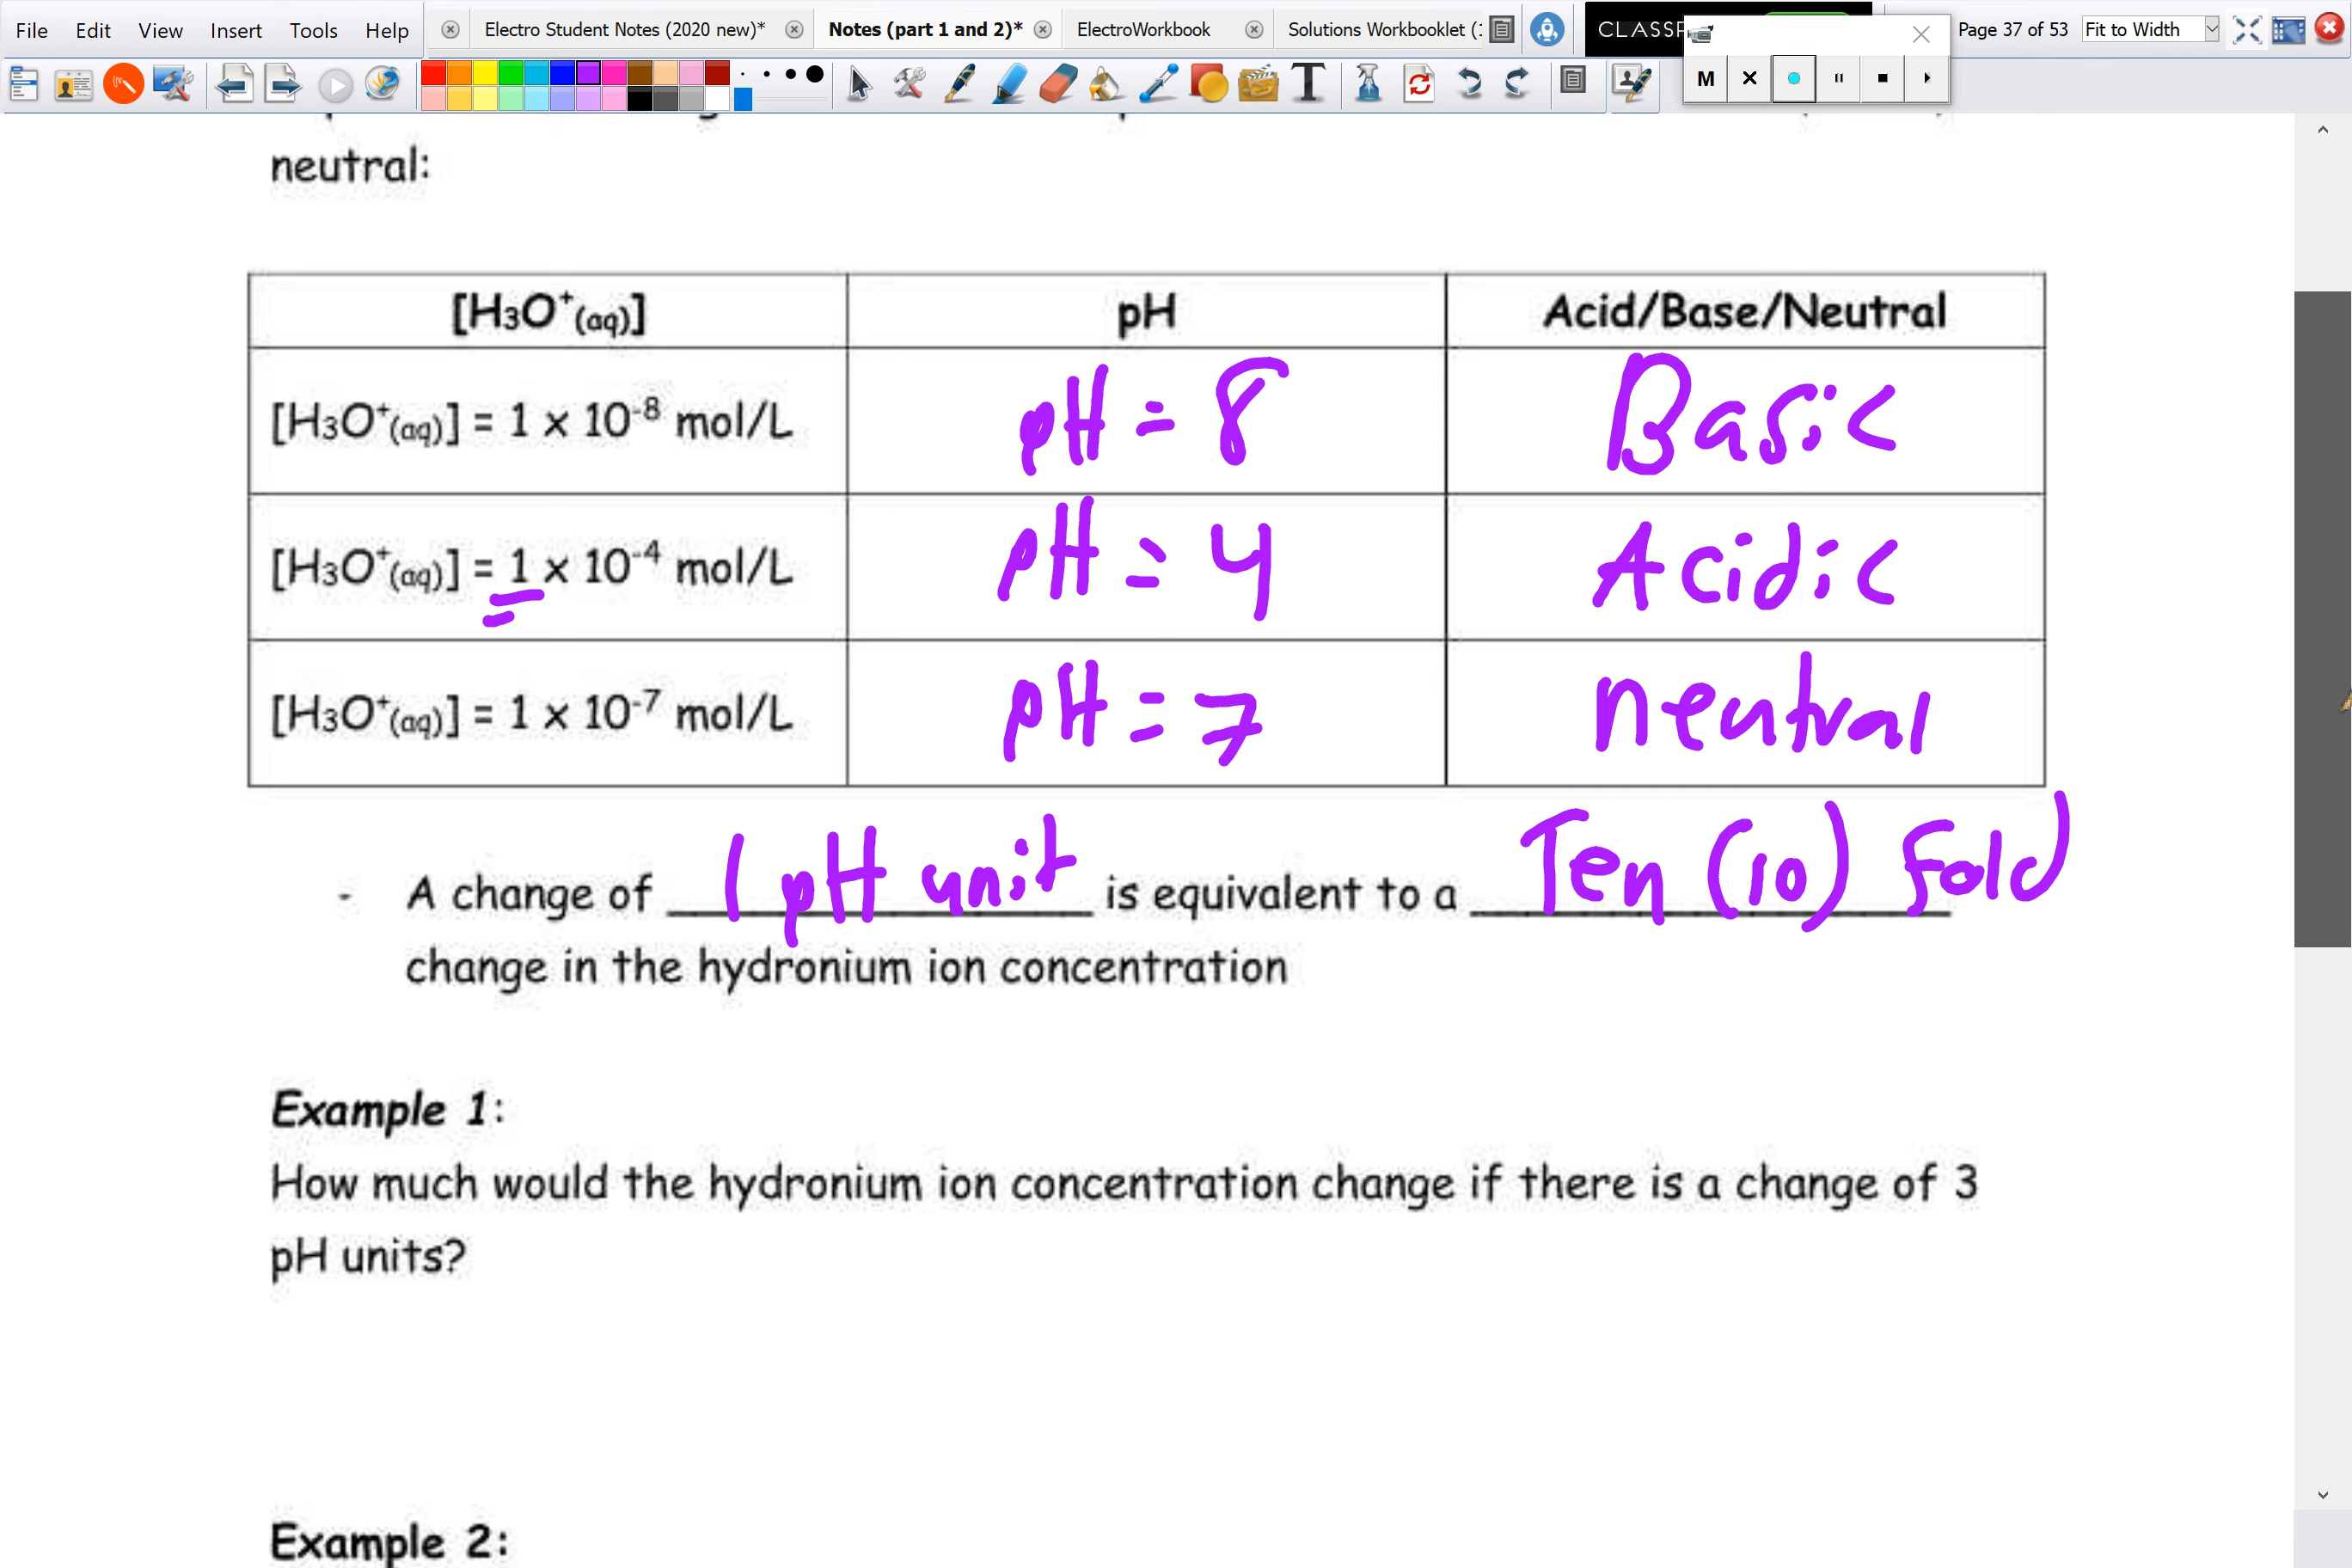 File Edit View Insert Tools Help
Electro Student Notes (2020 new)* Notes (part 1 and 2)* ElectroWorkbook Solutions Workbooklet (
Page 37 of 53 Fit to Width
M
neutral:
[H₃O⁺(aq)] pH Acid/Base/Neutral
[H₃O⁺(aq)] = 1 x 10⁻⁸ mol/L pH = 8 Basic
[H₃O⁺(aq)] = 1 x 10⁻⁴ mol/L pH = 4 Acidic
[H₃O⁺(aq)] = 1 x 10⁻⁷ mol/L pH = 7 neutral
- A change of 1 pH unit is equivalent to a Ten (10) fold
change in the hydronium ion concentration
Example 1:
How much would the hydronium ion concentration change if there is a change of 3
pH units?
Example 2: